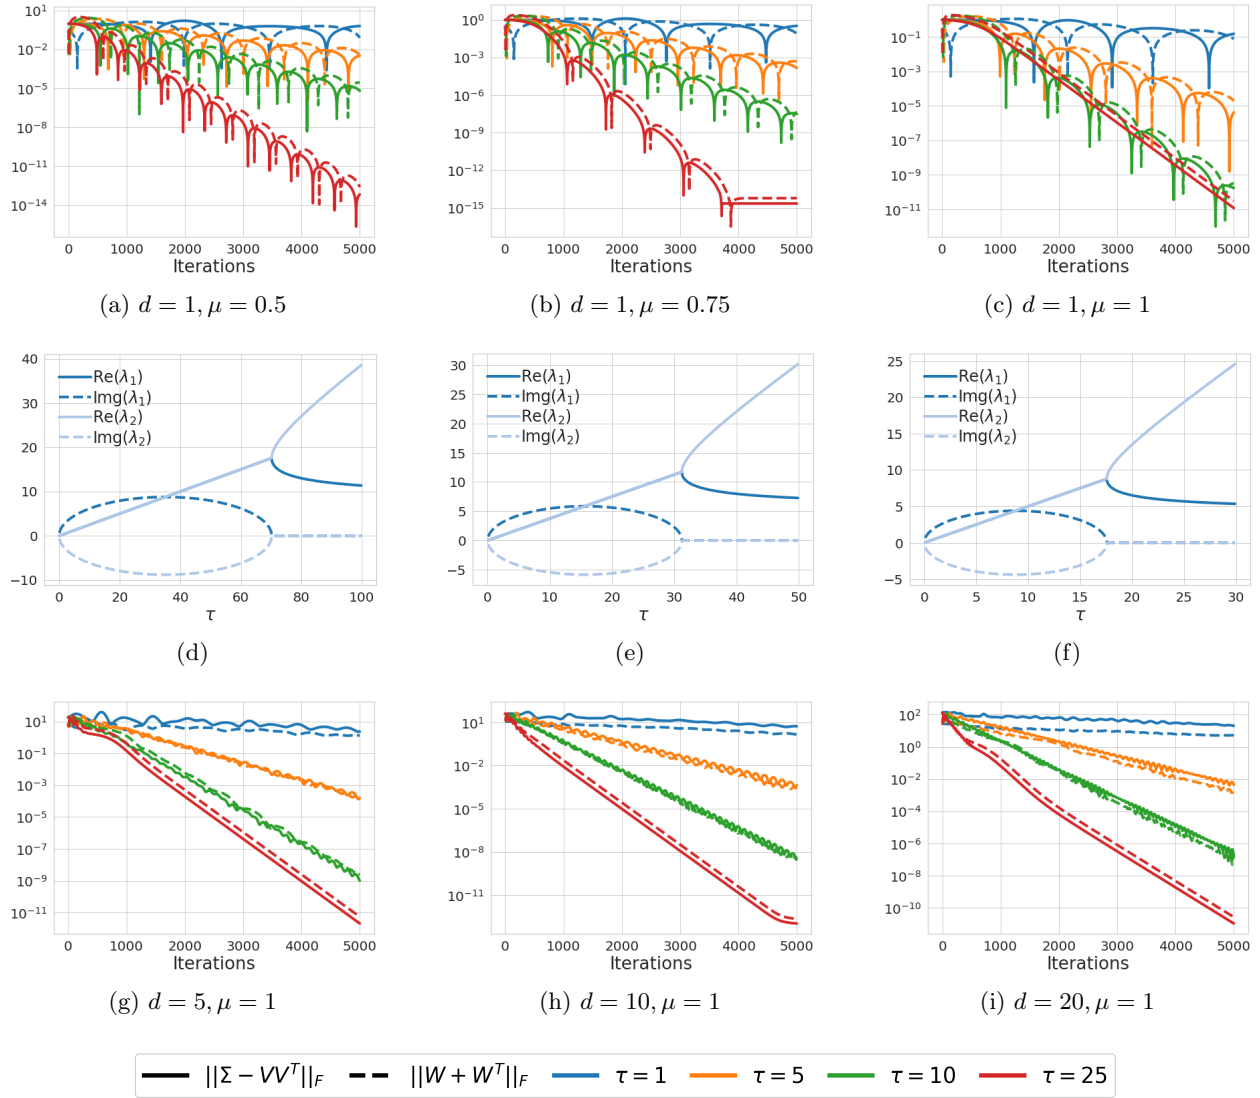 10^1
10^-2
10^-5
10^-8
10^-11
10^-14
0 1000 2000 3000 4000 5000
Iterations
(a) d = 1, μ = 0.5
10^0
10^-3
10^-6
10^-9
10^-12
10^-15
0 1000 2000 3000 4000 5000
Iterations
(b) d = 1, μ = 0.75
10^-1
10^-3
10^-5
10^-7
10^-9
10^-11
0 1000 2000 3000 4000 5000
Iterations
(c) d = 1, μ = 1
40
30
20
10
0
−10
Re(λ₁)
Img(λ₁)
Re(λ₂)
Img(λ₂)
0 20 40 60 80 100
τ
(d)
30
25
20
15
10
5
0
−5
Re(λ₁)
Img(λ₁)
Re(λ₂)
Img(λ₂)
0 10 20 30 40 50
τ
(e)
25
20
15
10
5
0
−5
Re(λ₁)
Img(λ₁)
Re(λ₂)
Img(λ₂)
0 5 10 15 20 25 30
τ
(f)
10^1
10^-1
10^-3
10^-5
10^-7
10^-9
10^-11
0 1000 2000 3000 4000 5000
Iterations
(g) d = 5, μ = 1
10^1
10^-2
10^-5
10^-8
10^-11
0 1000 2000 3000 4000 5000
Iterations
(h) d = 10, μ = 1
10^2
10^0
10^-2
10^-4
10^-6
10^-8
10^-10
0 1000 2000 3000 4000 5000
Iterations
(i) d = 20, μ = 1
||Σ − VV^T||_F ||W + W^T||_F τ = 1 τ = 5 τ = 10 τ = 25